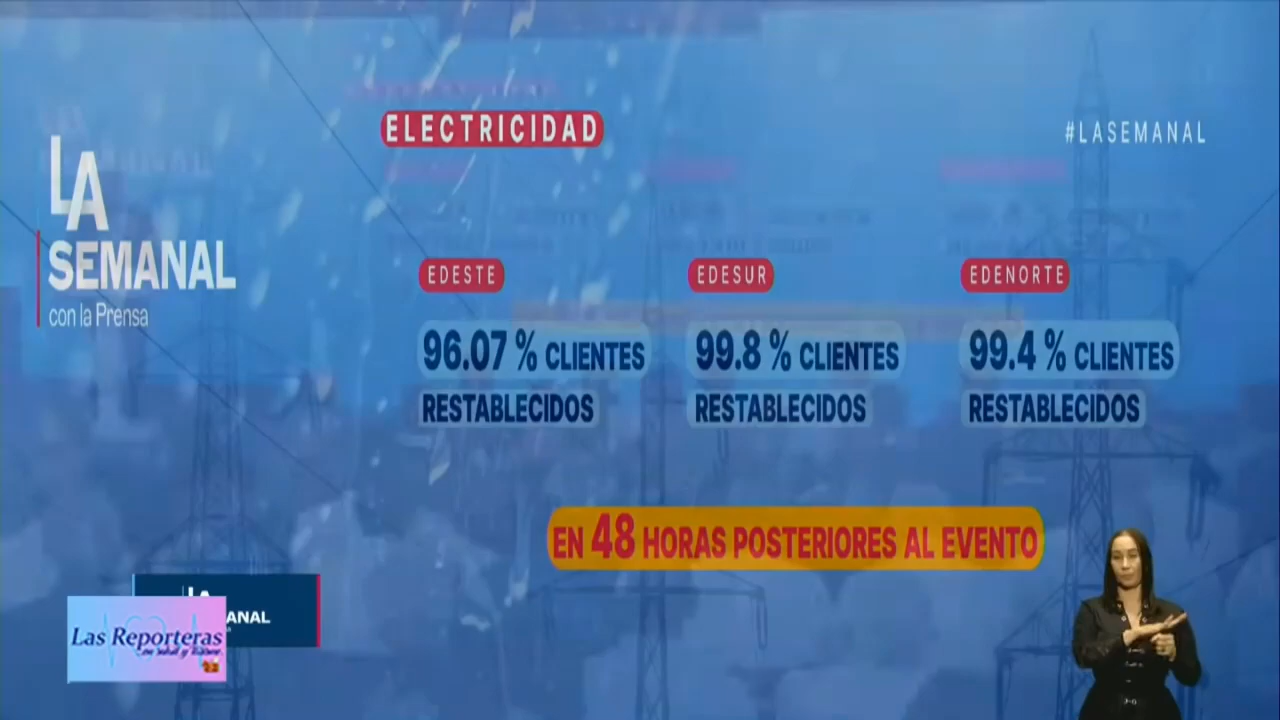 ELECTRICIDAD
#LASEMANAL
LA
SEMANAL
con la Prensa
EDESTE
EDESUR
EDENORTE
96.07 % CLIENTES
RESTABLECIDOS
99.8 % CLIENTES
RESTABLECIDOS
99.4 % CLIENTES
RESTABLECIDOS
EN 48 HORAS POSTERIORES AL EVENTO
LA
ANAL
Las Reporteras